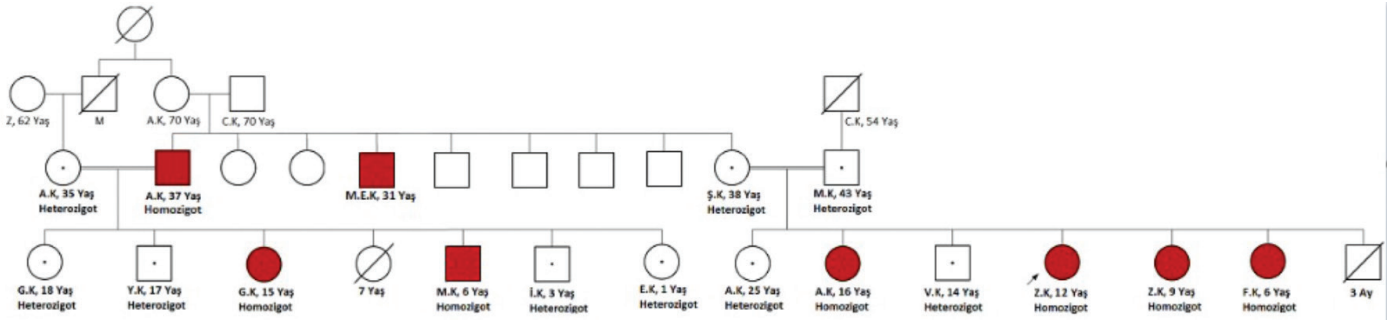 Z, 62 Yaş
M
A.K, 70 Yaş
C.K, 70 Yaş
C.K, 54 Yaş
A.K, 35 Yaş
Heterozigot
A.K, 37 Yaş
Homozigot
M.E.K, 31 Yaş
Ş.K, 38 Yaş
Heterozigot
M.K, 43 Yaş
Heterozigot
G.K, 18 Yaş
Heterozigot
Y.K, 17 Yaş
Heterozigot
G.K, 15 Yaş
Homozigot
7 Yaş
M.K, 6 Yaş
Homozigot
İ.K, 3 Yaş
Heterozigot
E.K, 1 Yaş
Heterozigot
A.K, 25 Yaş
Heterozigot
A.K, 16 Yaş
Homozigot
V.K, 14 Yaş
Heterozigot
Z.K, 12 Yaş
Homozigot
Z.K, 9 Yaş
Homozigot
F.K, 6 Yaş
Homozigot
3 Ay